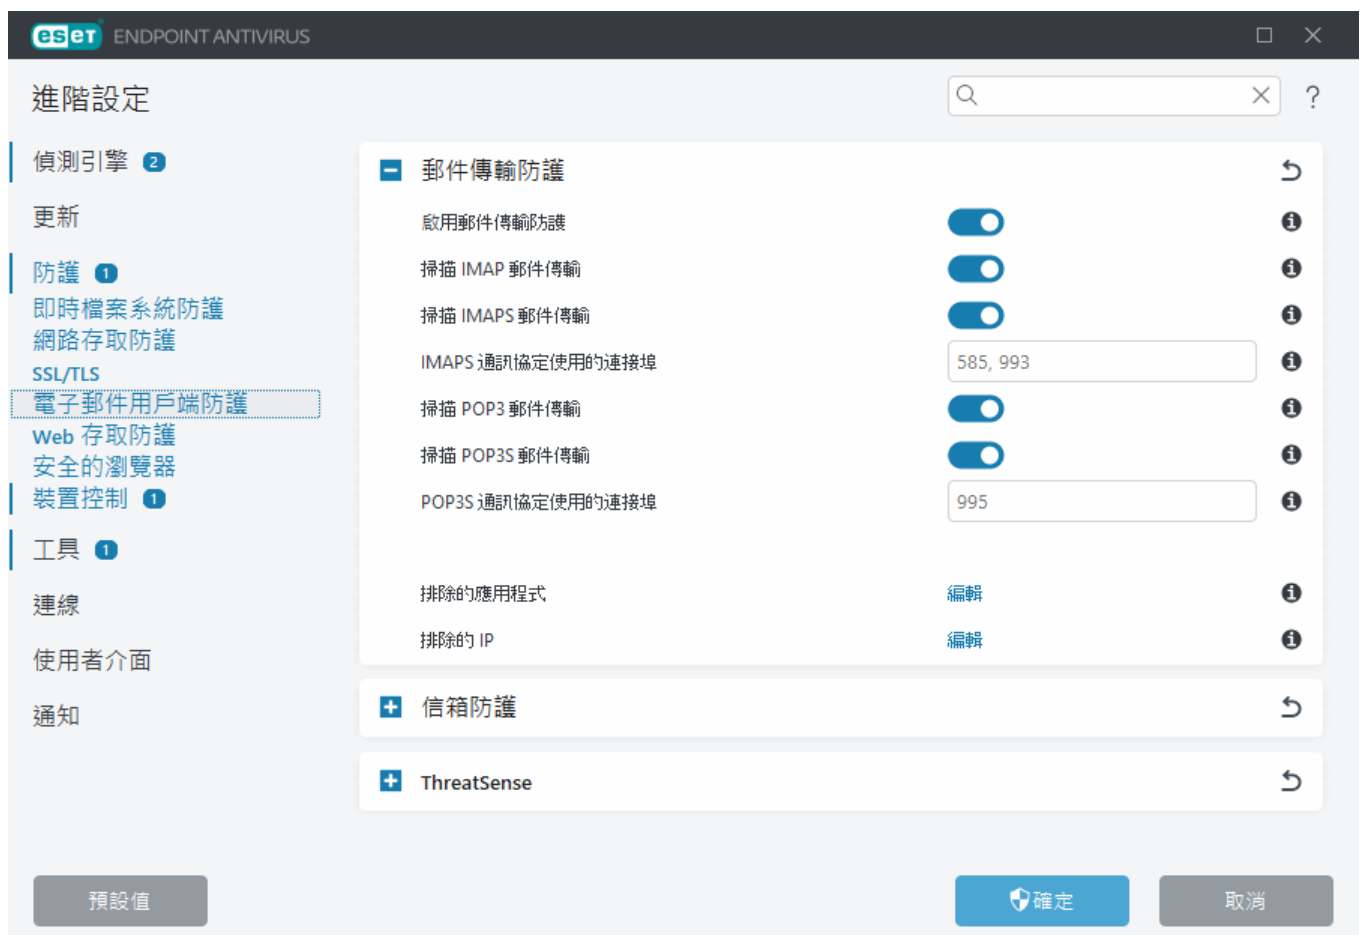 eset ENDPOINT ANTIVIRUS
進階設定
?
偵測引擎 2
更新
防護 1
即時檔案系統防護
網路存取防護
SSL/TLS
電子郵件用戶端防護
Web 存取防護
安全的瀏覽器
裝置控制 1
工具 1
連線
使用者介面
通知
郵件傳輸防護
啟用郵件傳輸防護
掃描 IMAP 郵件傳輸
掃描 IMAPS 郵件傳輸
IMAPS 通訊協定使用的連接埠 585, 993
掃描 POP3 郵件傳輸
掃描 POP3S 郵件傳輸
POP3S 通訊協定使用的連接埠 995
排除的應用程式 編輯
排除的 IP 編輯
信箱防護
ThreatSense
預設值 確定 取消